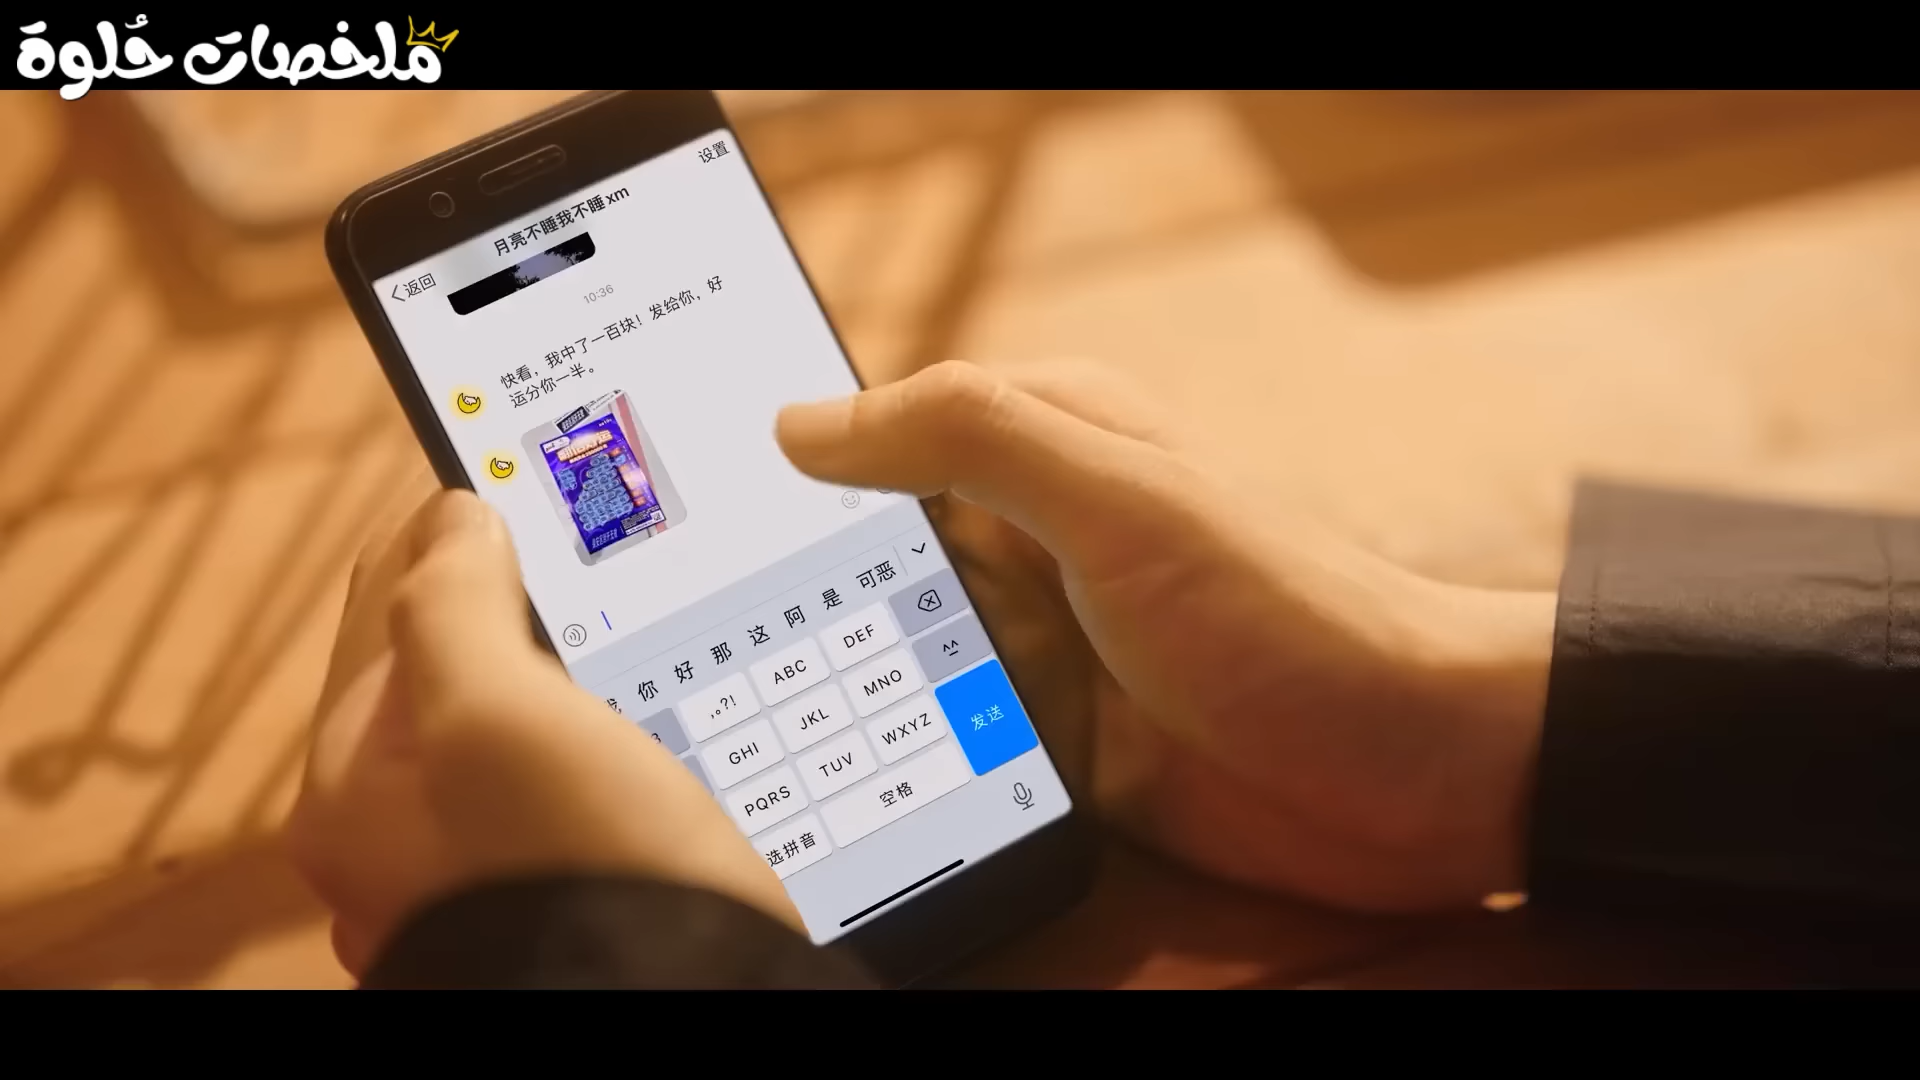 ملخصات حُلوة
设置
月亮不睡我不睡xm
返回
10:36
快看，我中了一百块！发给你，好
运分你一半。
我 你 好 那 这 阿 是 可恶
,。?! ABC DEF
GHI JKL MNO ^^
PQRS TUV WXYZ 发送
选拼音 空格